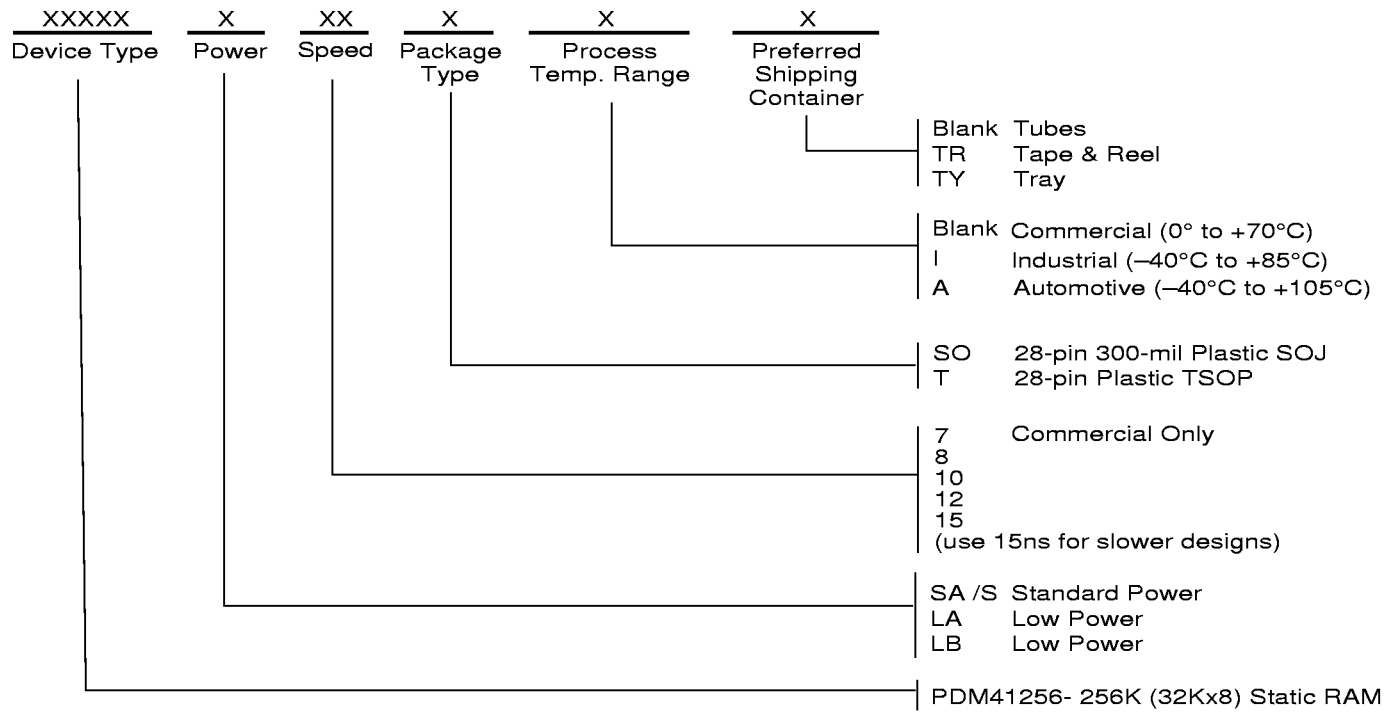 XXXXX X XX X X X
Device Type Power Speed Package Type Process Temp. Range Preferred Shipping Container
Blank Tubes
TR Tape & Reel
TY Tray
Blank Commercial (0° to +70°C)
I Industrial (–40°C to +85°C)
A Automotive (–40°C to +105°C)
SO 28-pin 300-mil Plastic SOJ
T 28-pin Plastic TSOP
7 Commercial Only
8
10
12
15
(use 15ns for slower designs)
SA /S Standard Power
LA Low Power
LB Low Power
PDM41256- 256K (32Kx8) Static RAM